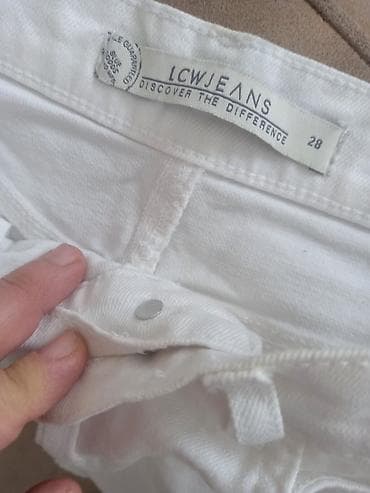 LCWJEANS
DISCOVER THE DIFFERENCE
28